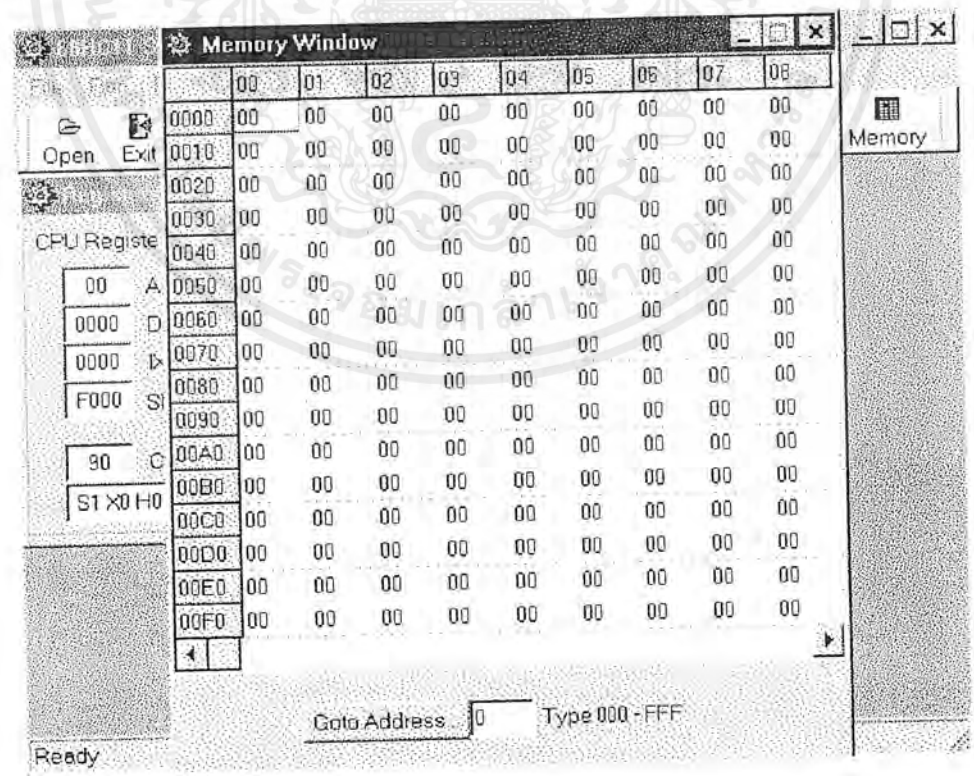 Memory Window
00 01 02 03 04 05 06 07 08
0000 00 00 00 00 00 00 00 00 00
0010 00 00 00 00 00 00 00 00 00
0020 00 00 00 00 00 00 00 00 00
0030 00 00 00 00 00 00 00 00 00
0040 00 00 00 00 00 00 00 00 00
0050 00 00 00 00 00 00 00 00 00
0060 00 00 00 00 00 00 00 00 00
0070 00 00 00 00 00 00 00 00 00
0080 00 00 00 00 00 00 00 00 00
0090 00 00 00 00 00 00 00 00 00
00A0 00 00 00 00 00 00 00 00 00
00B0 00 00 00 00 00 00 00 00 00
00C0 00 00 00 00 00 00 00 00 00
00D0 00 00 00 00 00 00 00 00 00
00E0 00 00 00 00 00 00 00 00 00
00F0 00 00 00 00 00 00 00 00 00
Goto Address... 0 Type 000 - FFF
Open Exit
Memory
CPU Registe
00 A
0000 D
0000 IX
F000 S
90 C
S1 X0 H0
Ready